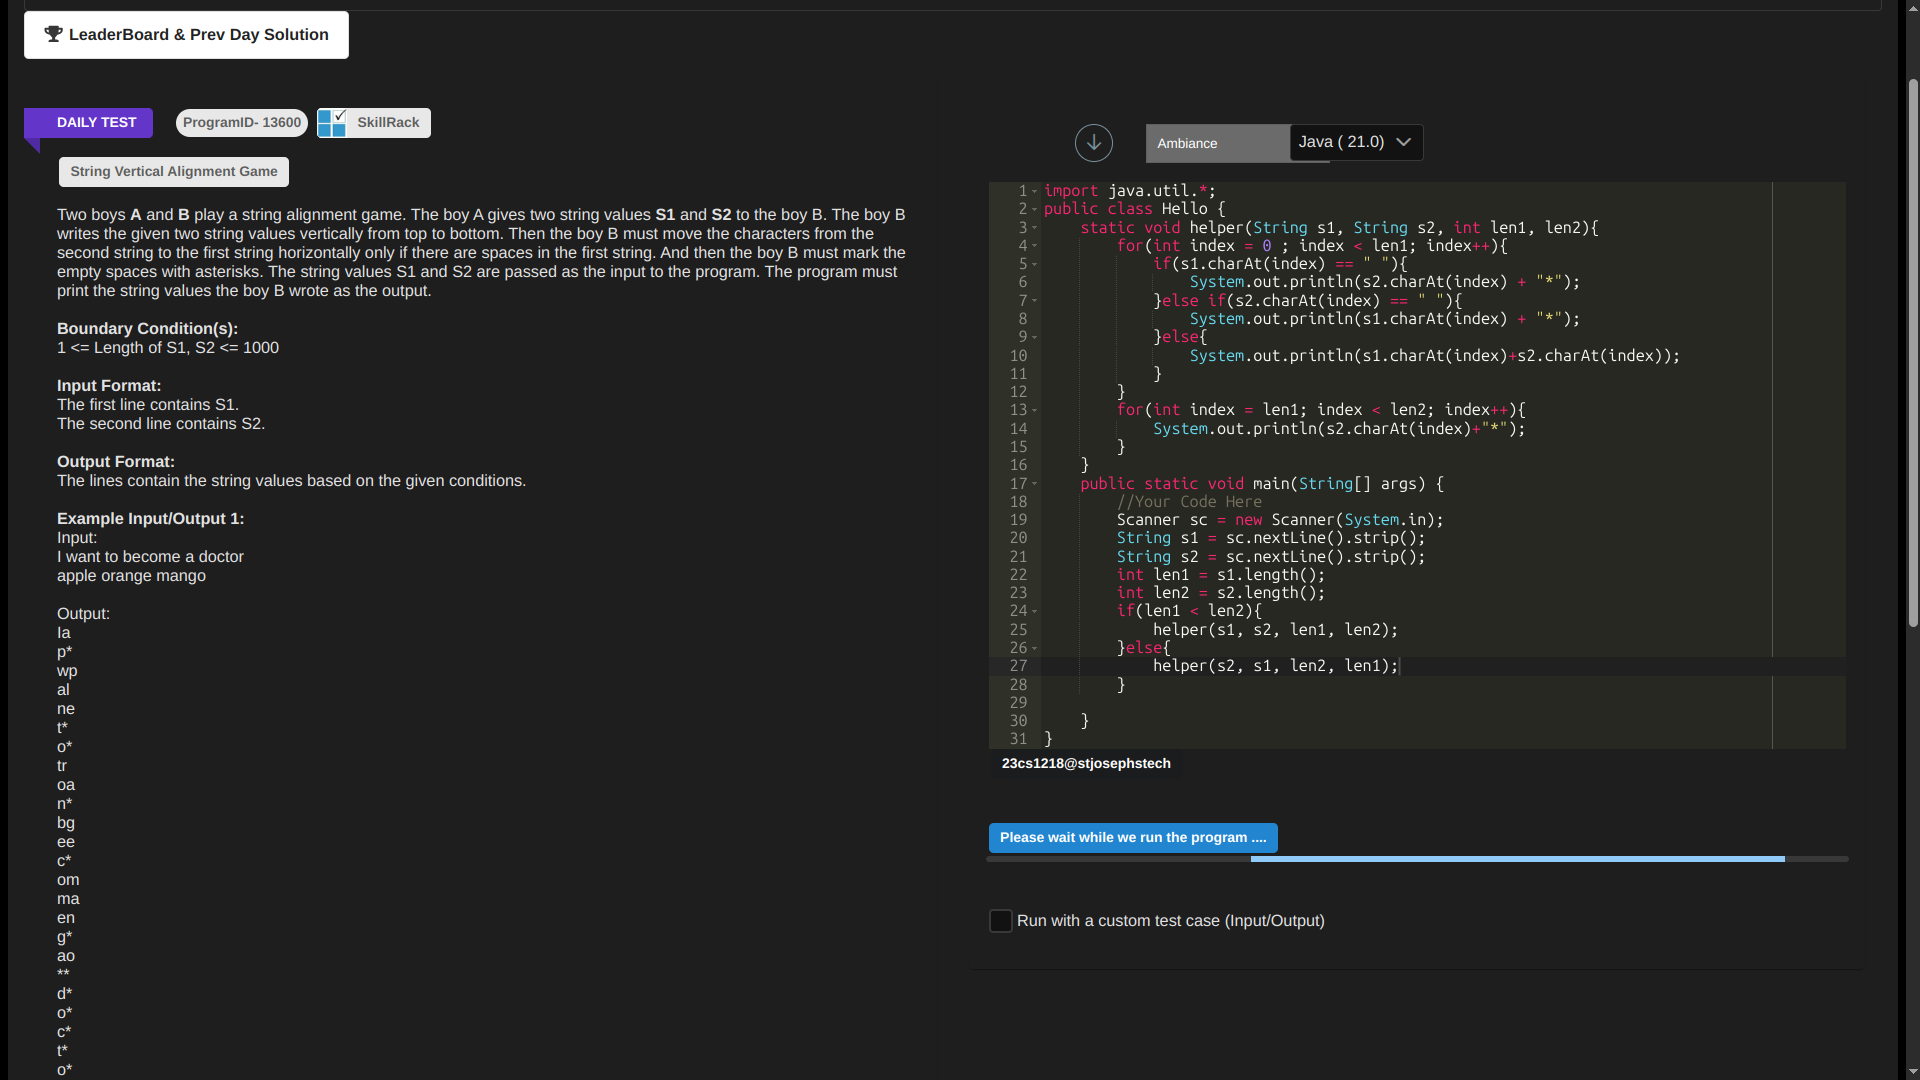 LeaderBoard & Prev Day Solution
DAILY TEST
ProgramID- 13600
SkillRack
String Vertical Alignment Game
Two boys A and B play a string alignment game. The boy A gives two string values S1 and S2 to the boy B. The boy B
writes the given two string values vertically from top to bottom. Then the boy B must move the characters from the
second string to the first string horizontally only if there are spaces in the first string. And then the boy B must mark the
empty spaces with asterisks. The string values S1 and S2 are passed as the input to the program. The program must
print the string values the boy B wrote as the output.
Boundary Condition(s):
1 <= Length of S1, S2 <= 1000
Input Format:
The first line contains S1.
The second line contains S2.
Output Format:
The lines contain the string values based on the given conditions.
Example Input/Output 1:
Input:
I want to become a doctor
apple orange mango
Output:
Ia
p*
wp
al
ne
t*
o*
tr
oa
n*
bg
ee
c*
om
ma
en
g*
ao
**
d*
o*
c*
t*
o*
Ambiance
Java ( 21.0)
1 import java.util.*;
2 public class Hello {
3     static void helper(String s1, String s2, int len1, len2){
4         for(int index = 0 ; index < len1; index++){
5             if(s1.charAt(index) == " "){
6                 System.out.println(s2.charAt(index) + "*");
7             }else if(s2.charAt(index) == " "){
8                 System.out.println(s1.charAt(index) + "*");
9             }else{
10                 System.out.println(s1.charAt(index)+s2.charAt(index));
11             }
12         }
13         for(int index = len1; index < len2; index++){
14             System.out.println(s2.charAt(index)+"*");
15         }
16     }
17     public static void main(String[] args) {
18         //Your Code Here
19         Scanner sc = new Scanner(System.in);
20         String s1 = sc.nextLine().strip();
21         String s2 = sc.nextLine().strip();
22         int len1 = s1.length();
23         int len2 = s2.length();
24         if(len1 < len2){
25             helper(s1, s2, len1, len2);
26         }else{
27             helper(s2, s1, len2, len1);
28         }
29
30     }
31 }
23cs1218@stjosephstech
Please wait while we run the program ....
Run with a custom test case (Input/Output)